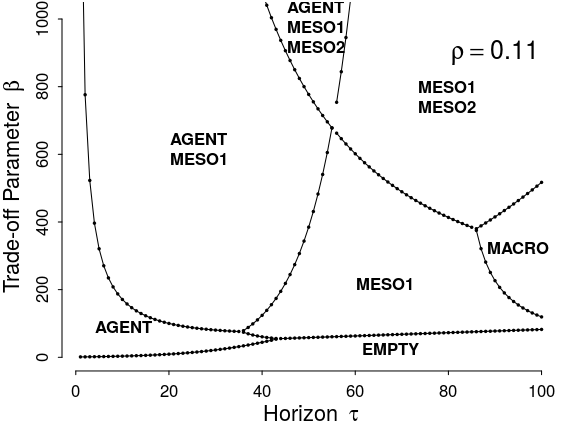 AGENT
MESO1
MESO2
ρ = 0.11
MESO1
MESO2
AGENT
MESO1
MACRO
MESO1
AGENT
EMPTY
Trade-off Parameter β
0
200
400
600
800
1000
0
20
40
60
80
100
Horizon τ